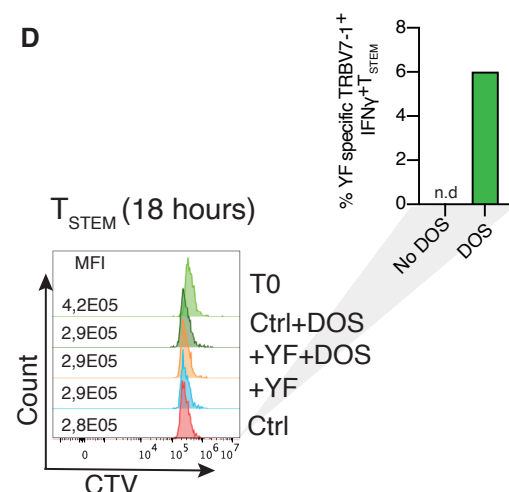 D
% YF specific TRBV7-1+
IFNγ+TSTEM
8
6
4
2
0
n.d
No DOS
DOS
TSTEM (18 hours)
MFI
T0
4,2E05
Ctrl+DOS
2,9E05
+YF+DOS
2,9E05
+YF
2,9E05
Ctrl
2,8E05
Count
0 10^4 10^5 10^6 10^7
CTV